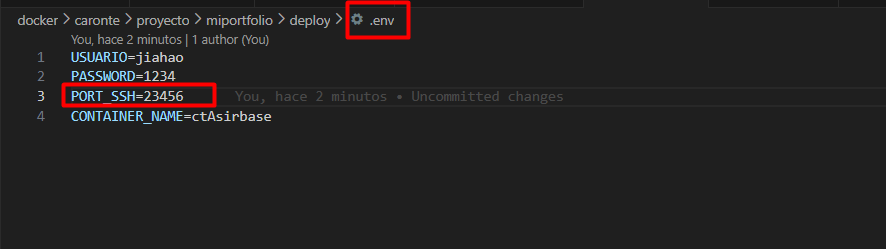 docker > caronte > proyecto > miportfolio > deploy > .env
You, hace 2 minutos | 1 author (You)
1 USUARIO=jiahao
2 PASSWORD=1234
3 PORT_SSH=23456 You, hace 2 minutos • Uncommitted changes
4 CONTAINER_NAME=ctAsirbase